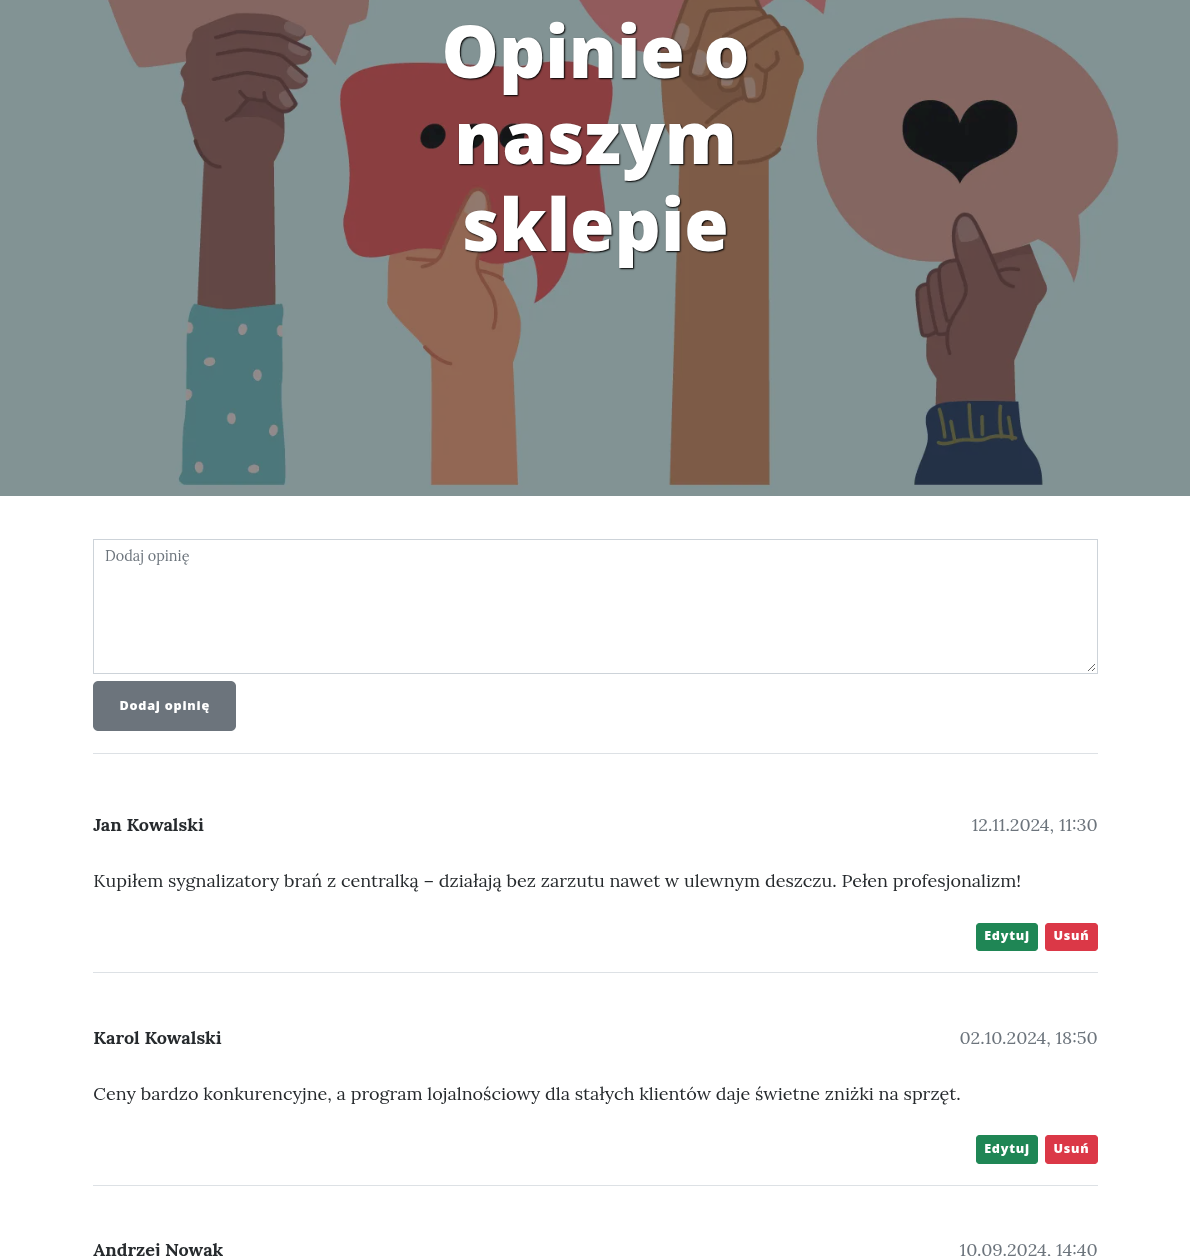 Opinie o
naszym
sklepie
Dodaj opinię
Dodaj opinię
Jan Kowalski 12.11.2024, 11:30
Kupiłem sygnalizatory brań z centralką – działają bez zarzutu nawet w ulewnym deszczu. Pełen profesjonalizm!
Edytuj Usuń
Karol Kowalski 02.10.2024, 18:50
Ceny bardzo konkurencyjne, a program lojalnościowy dla stałych klientów daje świetne zniżki na sprzęt.
Edytuj Usuń
Andrzej Nowak 10.09.2024, 14:40